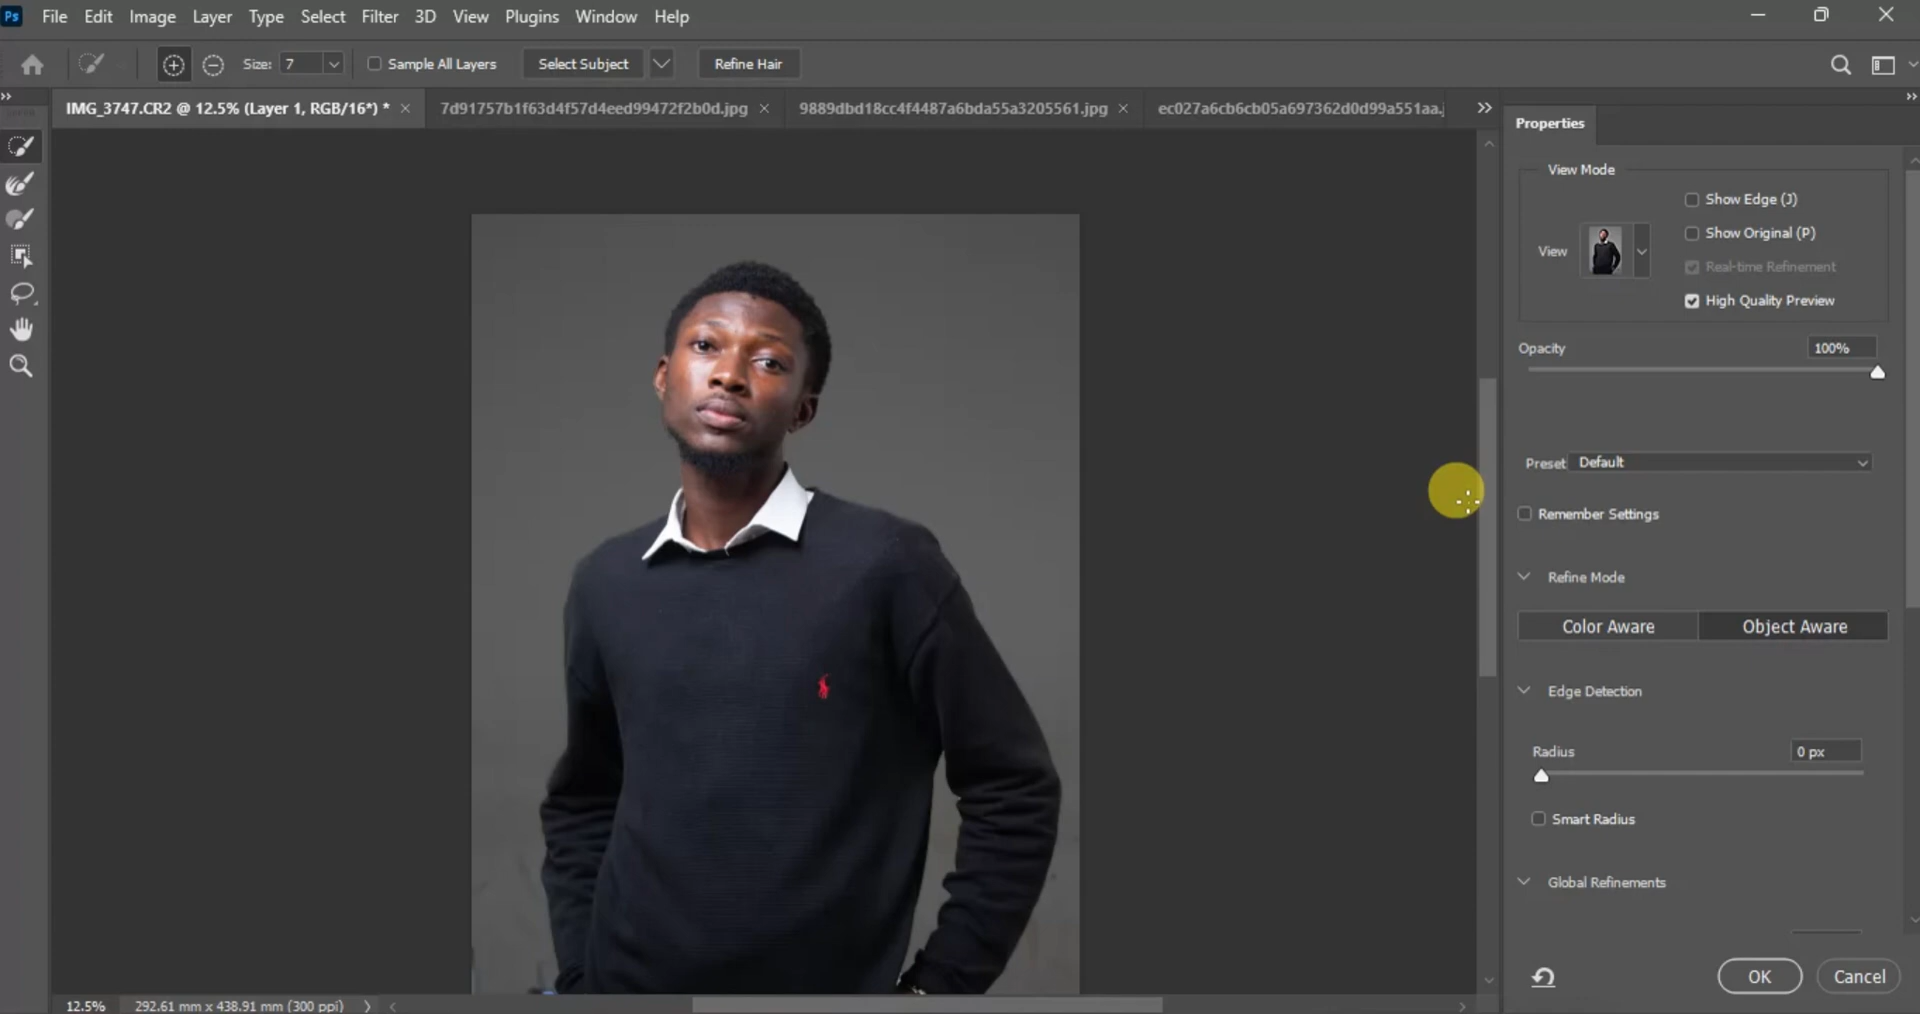 Ps File Edit Image Layer Type Select Filter 3D View Plugins Window Help
Size: 7 Sample All Layers Select Subject Refine Hair
IMG_3747.CR2 @ 12.5% (Layer 1, RGB/16*) * × 7d91757b1f63d4f57d4eed99472f2b0d.jpg × 9889dbd18cc4f4487a6bda55a3205561.jpg × ec027a6cb6cb05a697362d0d99a551aa.j
Properties
View Mode
Show Edge (J)
View
Show Original (P)
Real-time Refinement
High Quality Preview
Opacity 100%
Preset Default
Remember Settings
Refine Mode
Color Aware Object Aware
Edge Detection
Radius 0 px
Smart Radius
Global Refinements
OK Cancel
12.5% 292.61 mm x 438.91 mm (300 ppi)